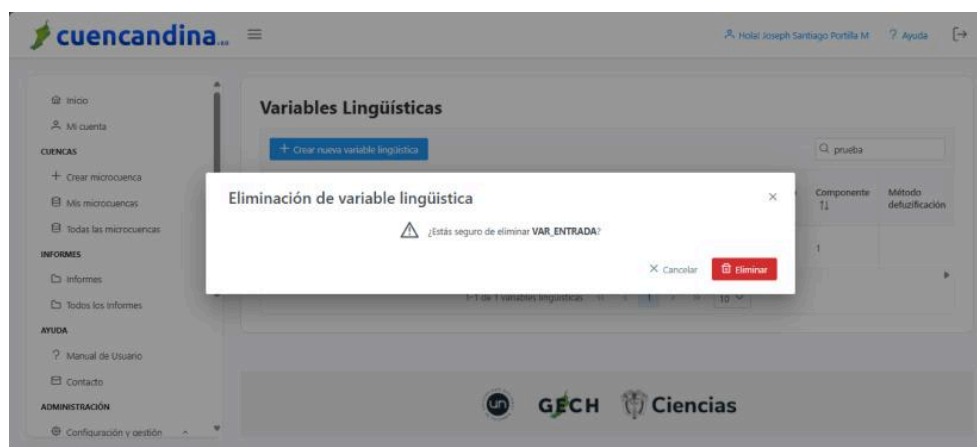 cuencandina
Hola! Joseph Santiago Portilla M
? Ayuda
Inicio
Mi cuenta
CUENCAS
+ Crear microcuenca
Mis microcuencas
Todas las microcuencas
INFORMES
Informes
Todos los informes
AYUDA
? Manual de Usuario
Contacto
ADMINISTRACIÓN
Configuración y gestión
Variables Lingüísticas
+ Crear nueva variable lingüística
prueba
Componente
Método
defuzificación
1
Eliminación de variable lingüistica
¿Estás seguro de eliminar VAR_ENTRADA?
Cancelar
Eliminar
1-1 de 1 variables lingüísticas
1
10
un
GECH
Ciencias